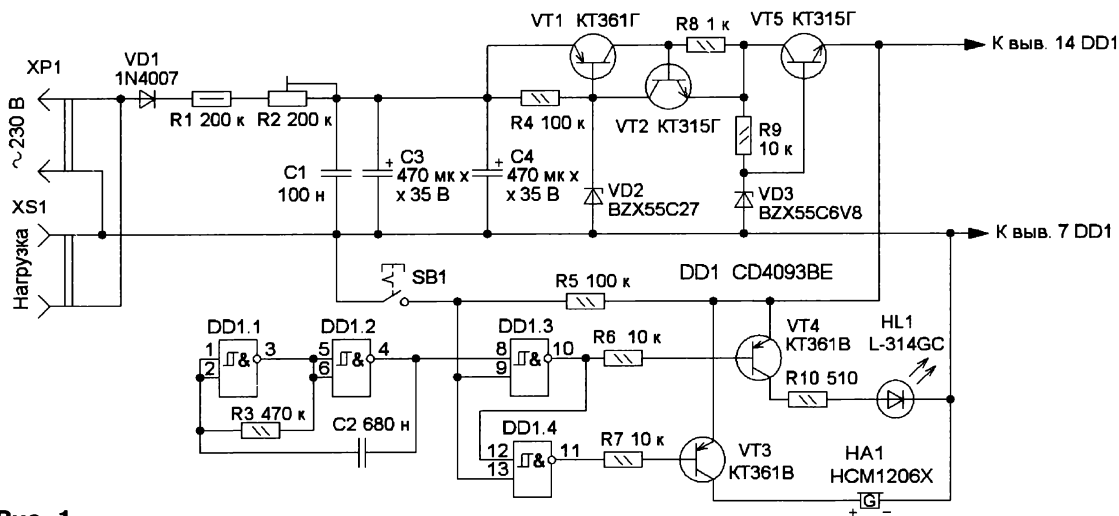 VT1 КТ361Г
R8 1 к
VT5 КТ315Г
К выв. 14 DD1
XP1
VD1
1N4007
~230 В
R1 200 к
R2 200 к
R4 100 к
VT2 КТ315Г
R9
10 к
C1
100 н
+ C3
470 мк х
х 35 В
+ C4
470 мк х
х 35 В
VD2
BZX55C27
VD3
BZX55C6V8
XS1
Нагрузка
К выв. 7 DD1
SB1
R5 100 к
DD1 CD4093BE
DD1.1
DD1.2
DD1.3
R6 10 к
VT4
КТ361В
HL1
L-314GC
1
2
&
3
5
6
&
4
8
9
&
10
R10 510
R3 470 к
C2 680 н
DD1.4
12
13
&
11
R7 10 к
VT3
КТ361В
HA1
HCM1206X
+ G −
Рис. 1